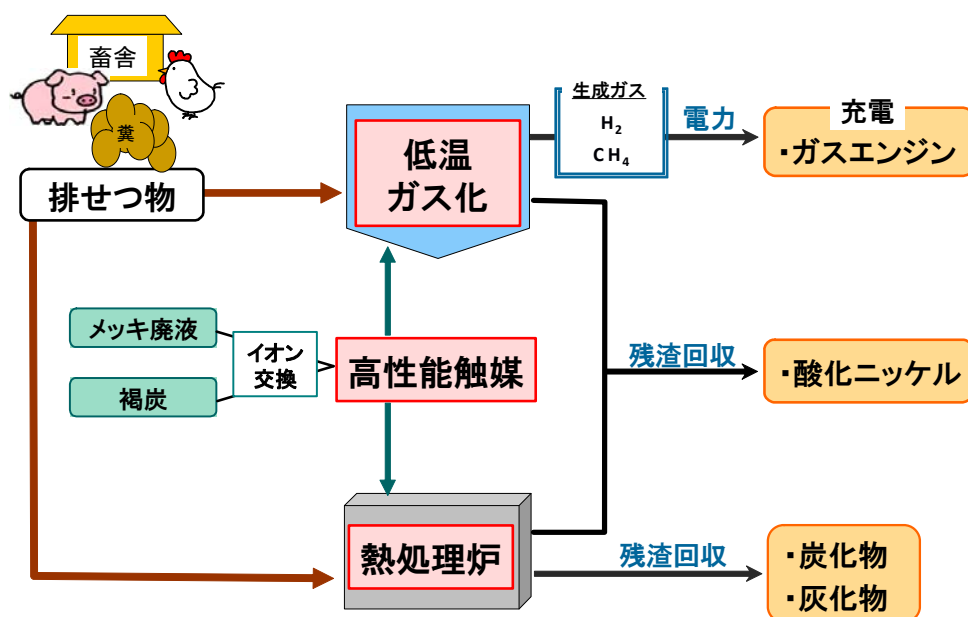 畜舎
糞
排せつ物
低温
ガス化
生成ガス
H2
CH4
電力
充電
・ガスエンジン
メッキ廃液
褐炭
イオン
交換
高性能触媒
残渣回収
・酸化ニッケル
熱処理炉
残渣回収
・炭化物
・灰化物